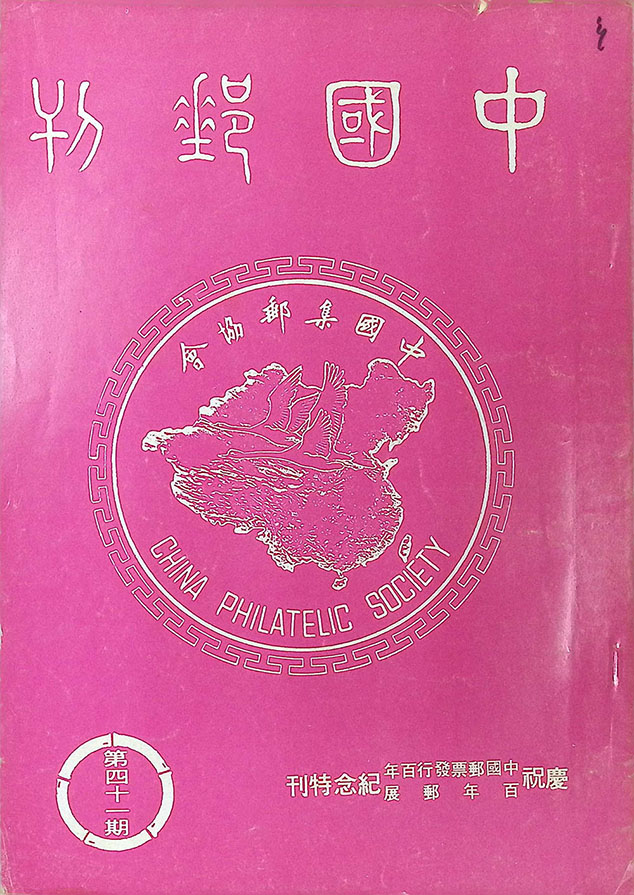 中國郵刊
中國集郵協會
CHINA PHILATELIC SOCIETY
第四十一期
慶祝中國郵票發行百年
百年郵展
紀念特刊